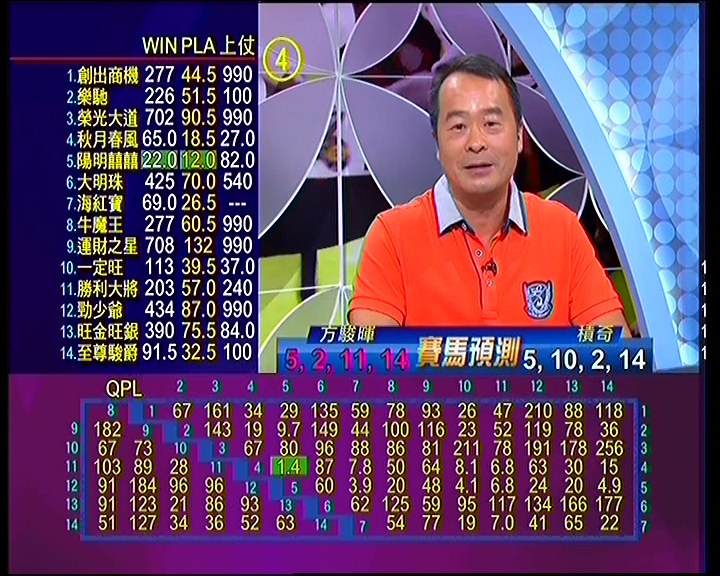 WIN PLA 上仗
1.創出商機 277 44.5 990
2.樂馳 226 51.5 100
3.榮光大道 702 90.5 990
4.秋月春風 65.0 18.5 27.0
5.陽明囍囍 22.0 12.0 82.0
6.大明珠 425 70.0 540
7.海紅寶 69.0 26.5 ---
8.牛魔王 277 60.5 990
9.運財之星 708 132 990
10.一定旺 113 39.5 37.0
11.勝利大將 203 57.0 240
12.勁少爺 434 87.0 990
13.旺金旺銀 390 75.5 84.0
14.至尊駿爵 91.5 32.5 100
4
方駿暉 賽馬預測 積奇
5, 2, 11, 14 5, 10, 2, 14
QPL 2 3 4 5 6 7 8 9 10 11 12 13 14
8 1 67 161 34 29 135 59 78 93 26 47 210 88 118 1
9 182 9 2 143 19 9.7 149 44 100 116 23 52 119 78 36 2
10 67 73 10 3 67 80 96 88 86 81 211 78 191 178 256 3
11 103 89 28 11 4 1.4 87 7.8 50 64 8.1 6.8 63 30 15 4
12 91 184 96 96 12 5 60 3.9 20 48 4.1 6.8 24 20 4.9 5
13 91 123 21 86 93 13 6 62 125 59 95 117 134 166 177 6
14 51 127 34 36 52 63 14 7 54 77 19 7.0 41 65 22 7